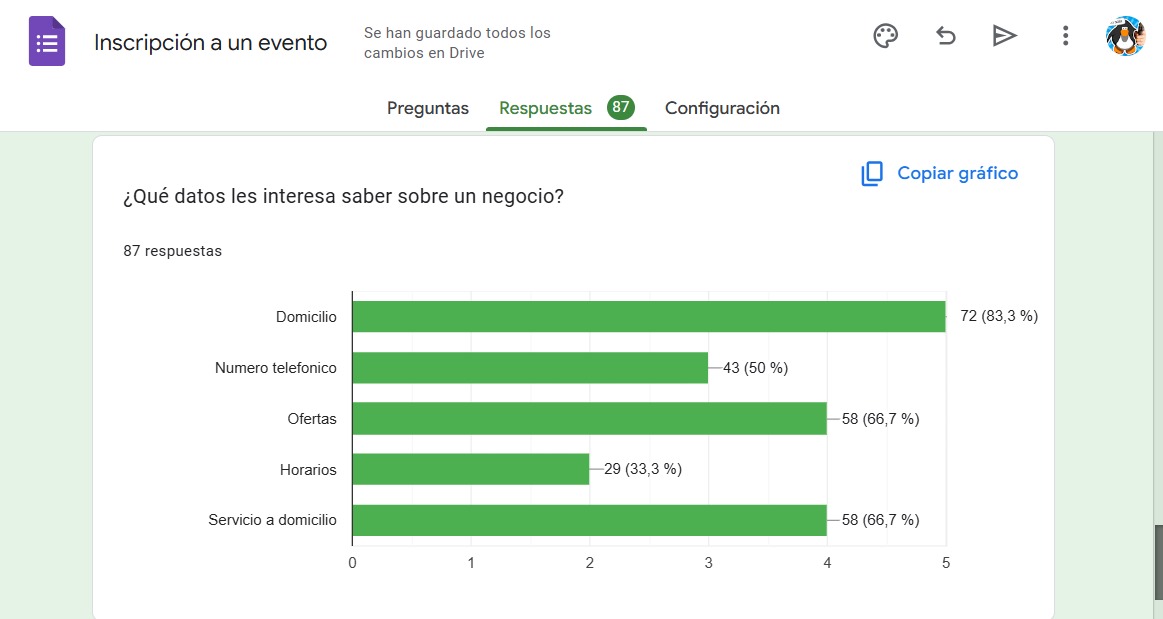 Inscripción a un evento
Se han guardado todos los
cambios en Drive
Preguntas
Respuestas 87
Configuración
Copiar gráfico
¿Qué datos les interesa saber sobre un negocio?
87 respuestas
Domicilio 72 (83,3 %)
Numero telefonico 43 (50 %)
Ofertas 58 (66,7 %)
Horarios 29 (33,3 %)
Servicio a domicilio 58 (66,7 %)
0 1 2 3 4 5